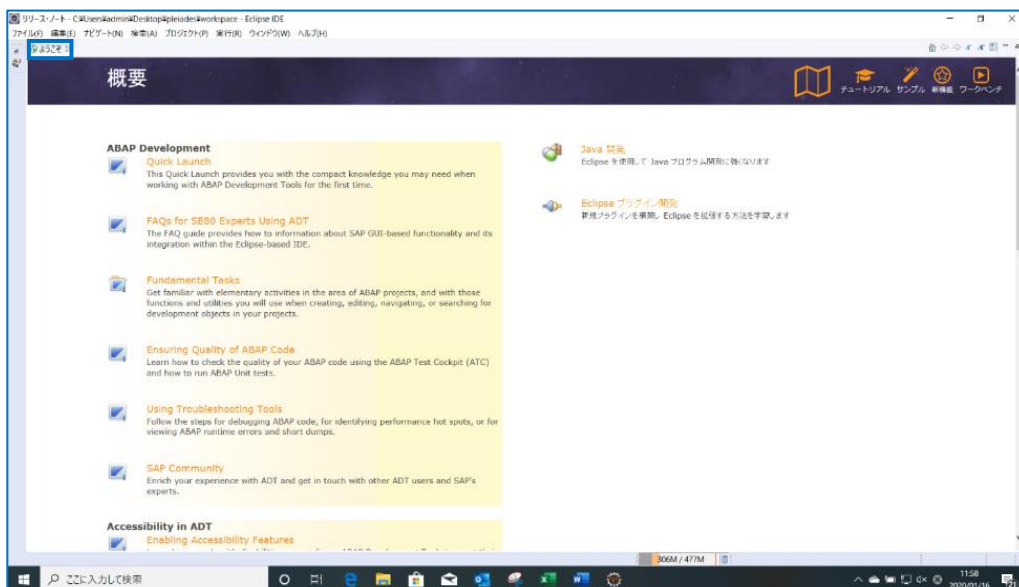 リリース・ノート - C:¥Users¥admin¥Desktop¥pleiades¥workspace - Eclipse IDE
ファイル(F) 編集(E) ナビゲート(N) 検索(A) プロジェクト(P) 実行(R) ウィンドウ(W) ヘルプ(H)
ようこそ
概要
チュートリアル サンプル 新機能 ワークベンチ
ABAP Development
Quick Launch
This Quick Launch provides you with the compact knowledge you may need when
working with ABAP Development Tools for the first time.
FAQs for SE80 Experts Using ADT
The FAQ guide provides how to information about SAP GUI-based functionality and its
integration within the Eclipse-based IDE.
Fundamental Tasks
Get familiar with elementary activities in the area of ABAP projects, and with those
functions and utilities you will use when creating, editing, navigating, or searching for
development objects in your projects.
Ensuring Quality of ABAP Code
Learn how to check the quality of your ABAP code using the ABAP Test Cockpit (ATC)
and how to run ABAP Unit tests.
Using Troubleshooting Tools
Follow the steps for debugging ABAP code, for identifying performance hot spots, or for
viewing ABAP runtime errors and short dumps.
SAP Community
Enrich your experience with ADT and get in touch with other ADT users and SAP's
experts.
Accessibility in ADT
Enabling Accessibility Features
Java 開発
Eclipse を使用して Java プログラム開発に強くなります
Eclipse プラグイン開発
新規プラグインを構築し Eclipse を拡張する方法を学習します
306M / 477M
ここに入力して検索
11:58
2020/01/16